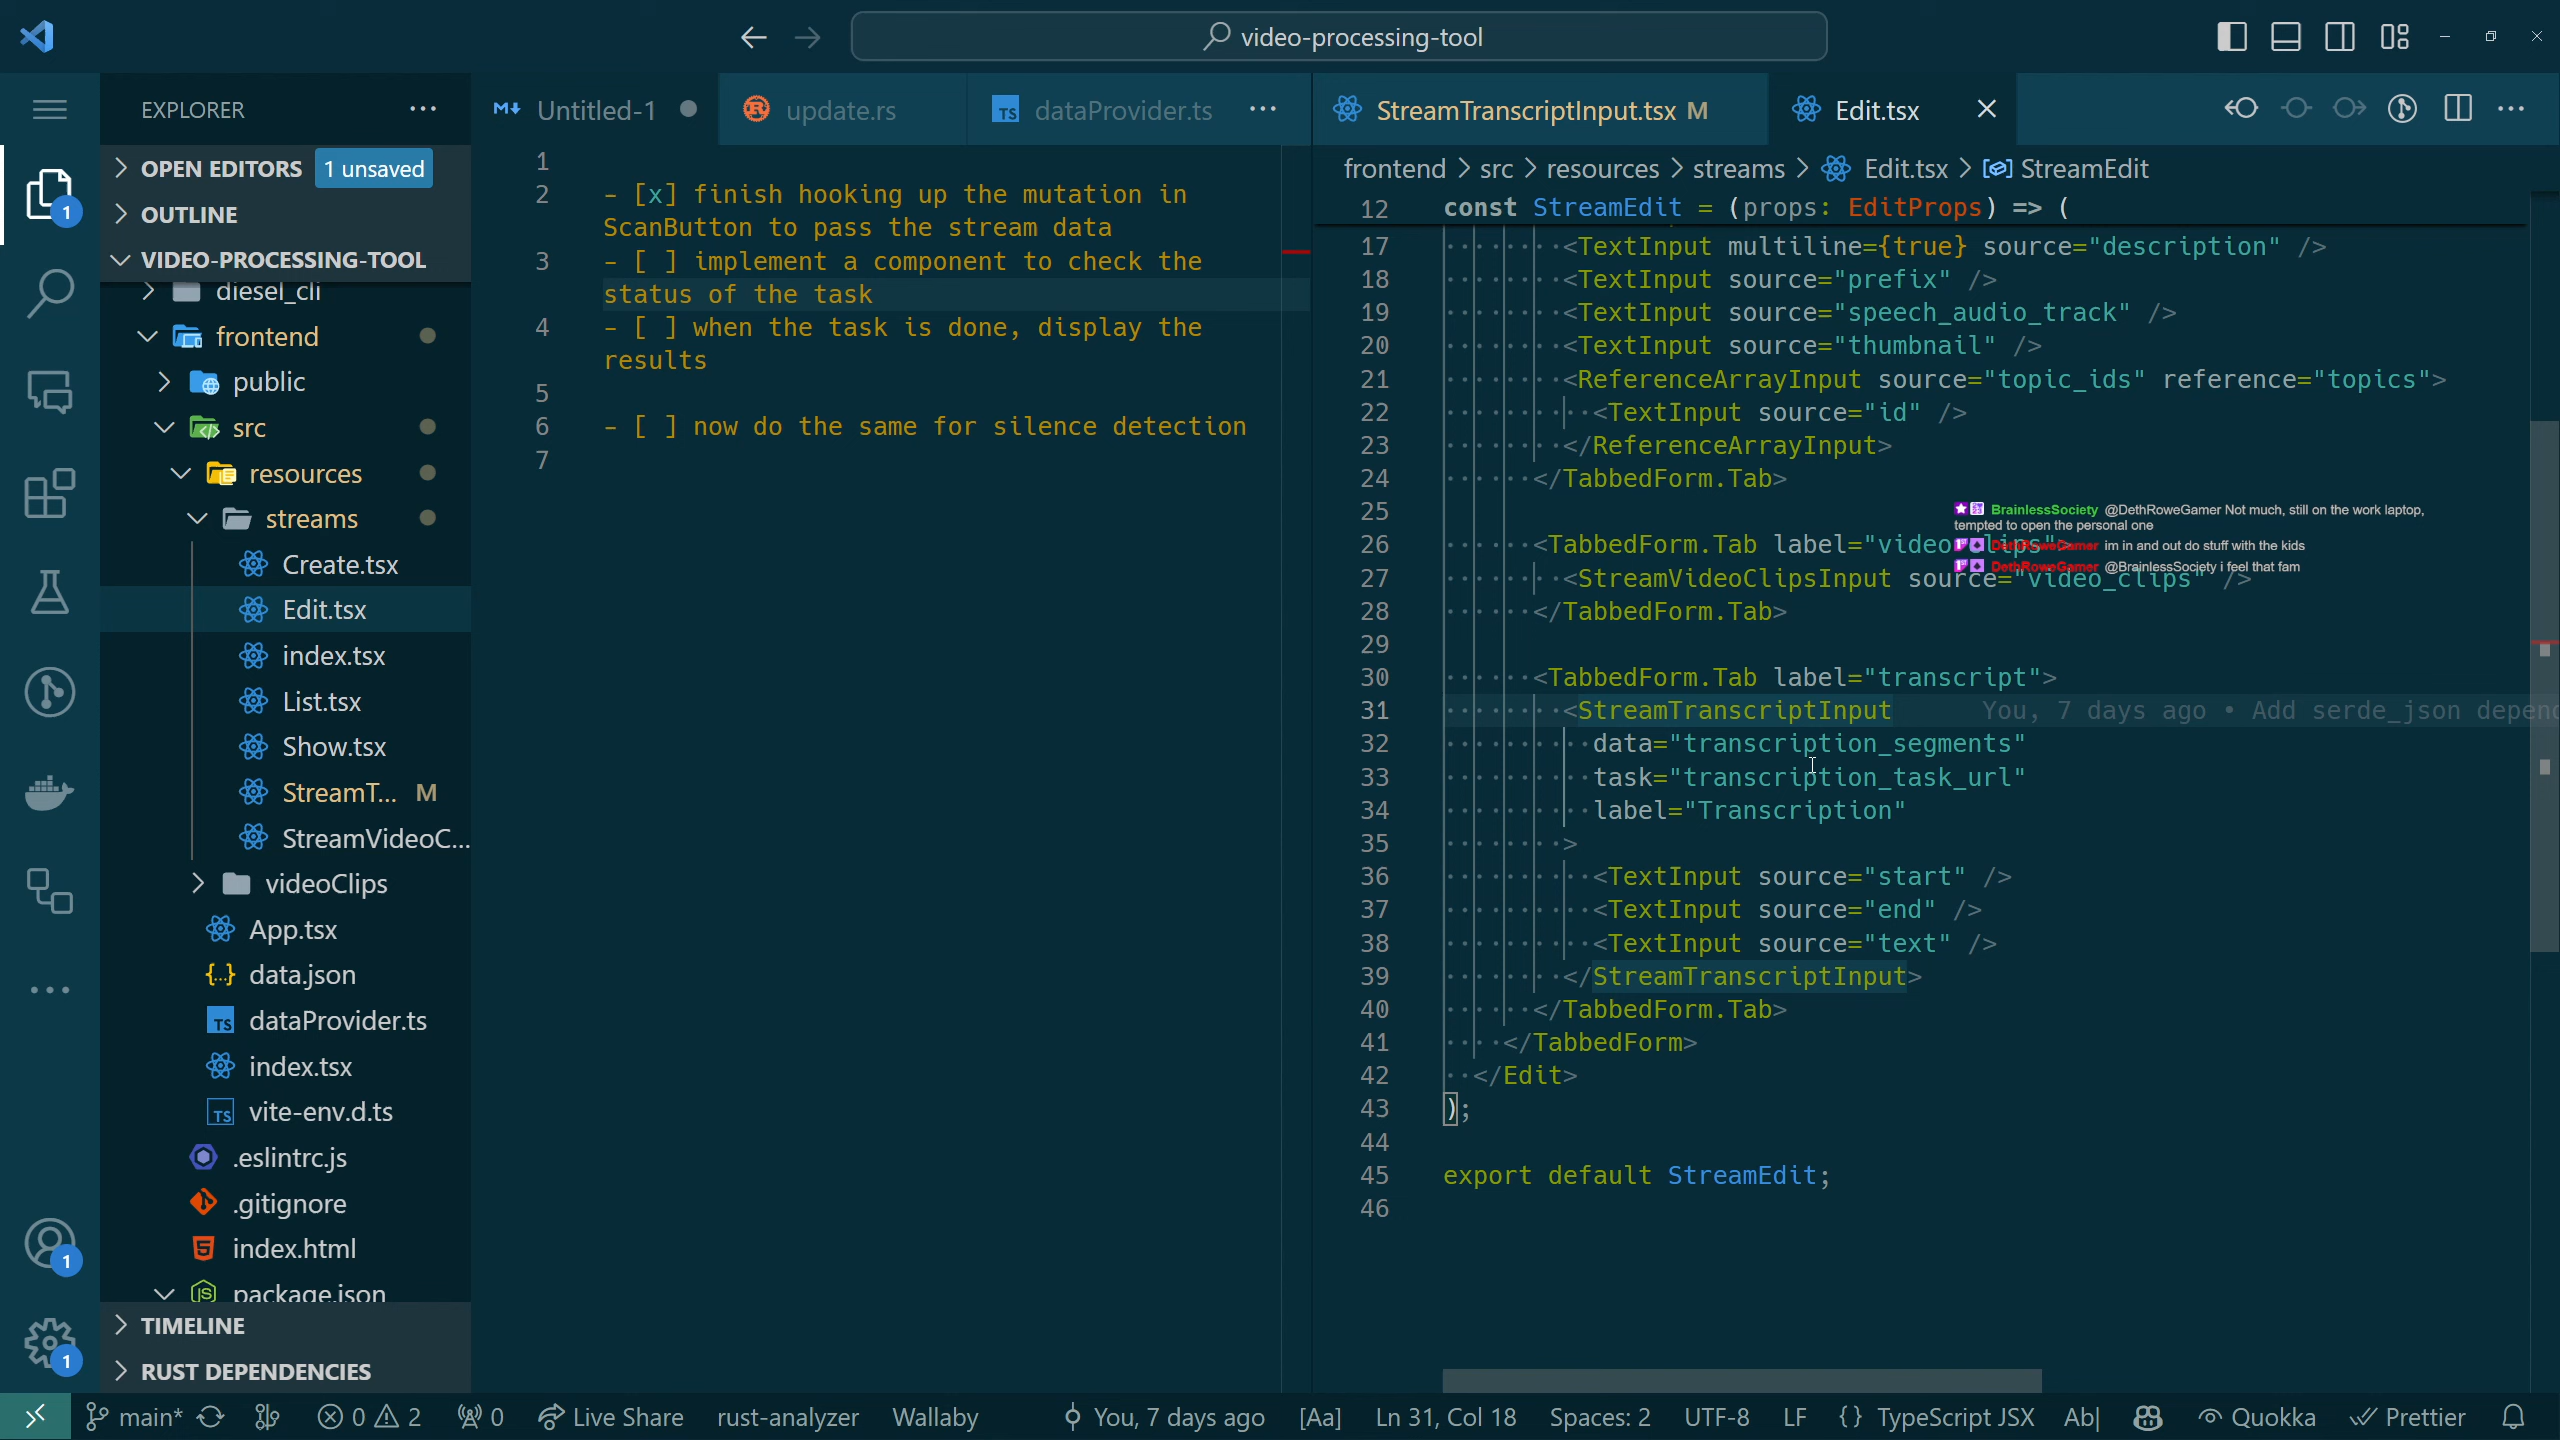 video-processing-tool
EXPLORER
OPEN EDITORS 1 unsaved
OUTLINE
VIDEO-PROCESSING-TOOL
diesel_cli
frontend
public
src
resources
streams
Create.tsx
Edit.tsx
index.tsx
List.tsx
Show.tsx
StreamT... M
StreamVideoC...
videoClips
App.tsx
data.json
dataProvider.ts
index.tsx
vite-env.d.ts
.eslintrc.js
.gitignore
index.html
package.json
TIMELINE
RUST DEPENDENCIES
1
1
1
Untitled-1
update.rs
dataProvider.ts
1
2 - [x] finish hooking up the mutation in
ScanButton to pass the stream data
3 - [ ] implement a component to check the
status of the task
4 - [ ] when the task is done, display the
results
5
6 - [ ] now do the same for silence detection
7
StreamTranscriptInput.tsx M
Edit.tsx
frontend > src > resources > streams > Edit.tsx > StreamEdit
12 const StreamEdit = (props: EditProps) => (
17 <TextInput multiline={true} source="description" />
18 <TextInput source="prefix" />
19 <TextInput source="speech_audio_track" />
20 <TextInput source="thumbnail" />
21 <ReferenceArrayInput source="topic_ids" reference="topics">
22 <TextInput source="id" />
23 </ReferenceArrayInput>
24 </TabbedForm.Tab>
25
BrainlessSociety @DethRoweGamer Not much, still on the work laptop,
tempted to open the personal one
26 <TabbedForm.Tab label="video clips">
DethRoweGamer im in and out do stuff with the kids
DethRoweGamer @BrainlessSociety i feel that fam
27 <StreamVideoClipsInput source="video_clips" />
28 </TabbedForm.Tab>
29
30 <TabbedForm.Tab label="transcript">
31 <StreamTranscriptInput You, 7 days ago • Add serde_json depen
32 data="transcription_segments"
33 task="transcription_task_url"
34 label="Transcription"
35 >
36 <TextInput source="start" />
37 <TextInput source="end" />
38 <TextInput source="text" />
39 </StreamTranscriptInput>
40 </TabbedForm.Tab>
41 </TabbedForm>
42 </Edit>
43 );
44
45 export default StreamEdit;
46
main* 0 2 0 Live Share rust-analyzer Wallaby You, 7 days ago [Aa] Ln 31, Col 18 Spaces: 2 UTF-8 LF {} TypeScript JSX Ab| Quokka Prettier